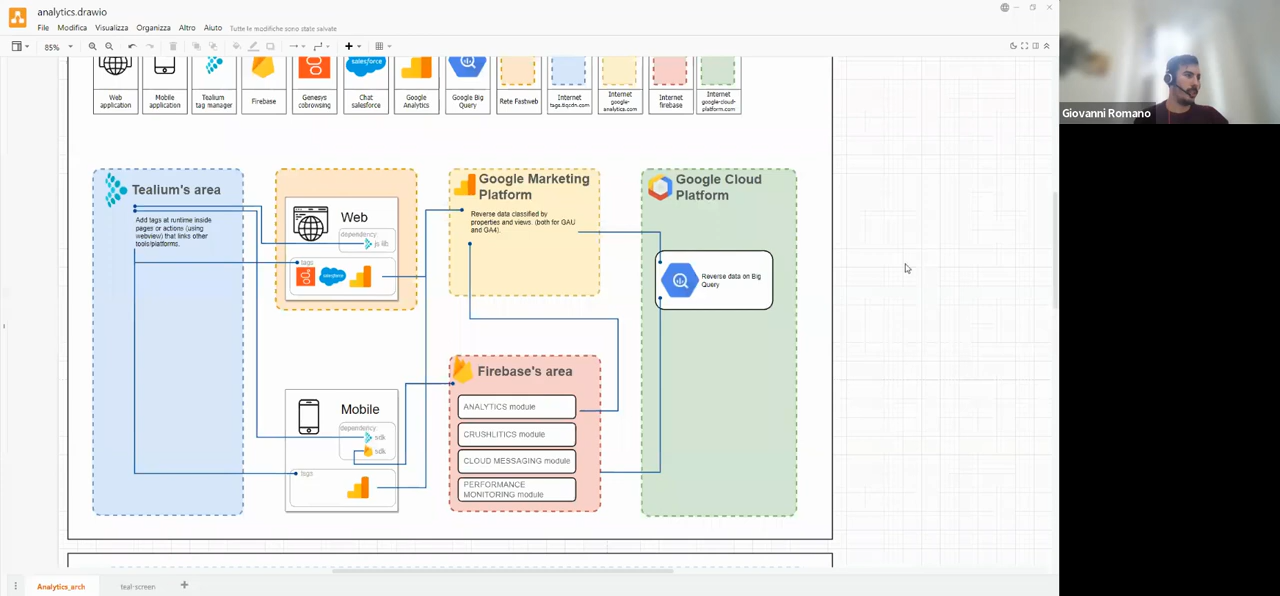 analytics.drawio
File Modifica Visualizza Organizza Altro Aiuto Tutte le modifiche sono state salvate
85%
Giovanni Romano
Web
application
Mobile
application
Tealium
tag manager
Firebase
Genesys
cobrowsing
salesforce
Chat
salesforce
Google
Analytics
Google Big
Query
Rete Fastweb
Internet
tags.tiqcdn.com
Internet
google-
analytics.com
Internet
firebase
Internet
google-cloud-
platform.com
Tealium's area
Add tags at runtime inside
pages or actions (using
webview) that links other
tools/platforms.
Web
dependency:
js lib
tags
salesforce
Google Marketing
Platform
Reverse data classified by
properties and views. (both for GAU
and GA4).
Google Cloud
Platform
Reverse data on Big
Query
Mobile
dependency:
sdk
sdk
tags
Firebase's area
ANALYTICS module
CRUSHLITICS module
CLOUD MESSAGING module
PERFORMANCE
MONITORING module
Analytics_arch
teal-screen